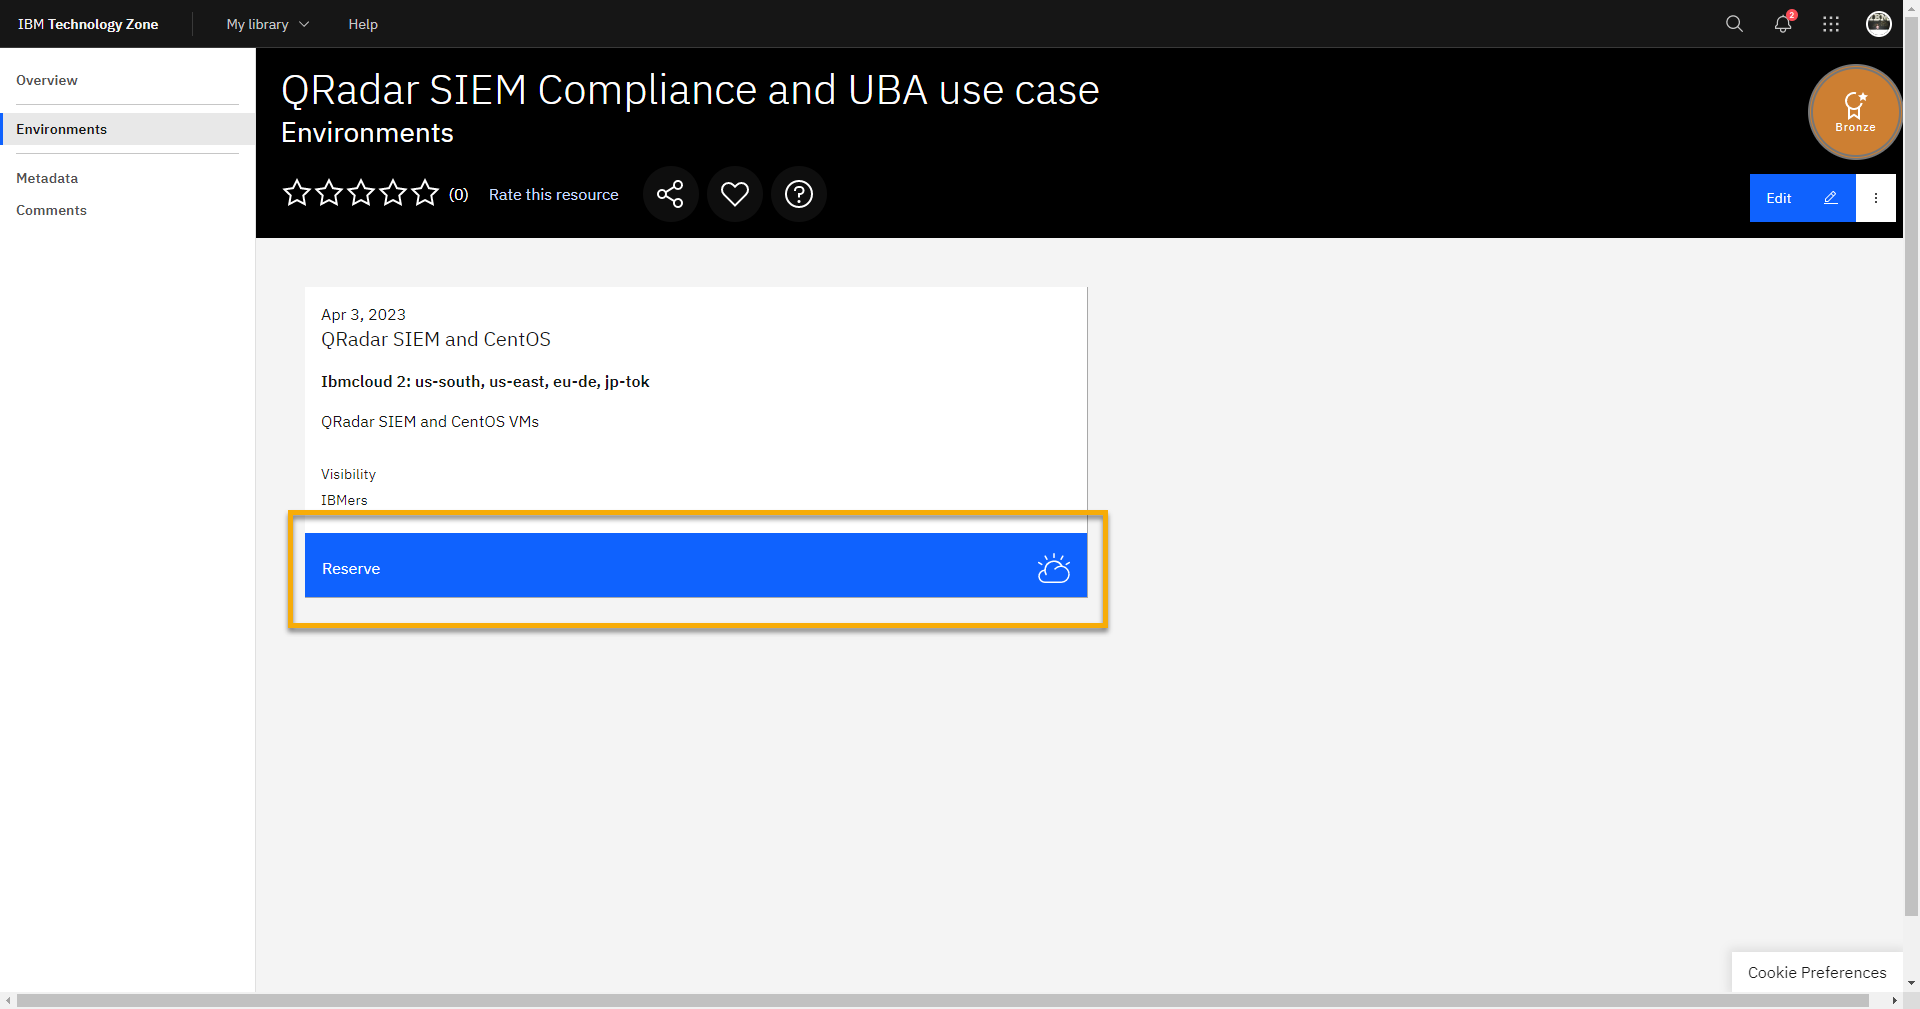 IBM Technology Zone
My library
Help
2
Overview
Environments
Metadata
Comments
QRadar SIEM Compliance and UBA use case
Environments
Bronze
(0)
Rate this resource
Edit
Apr 3, 2023
QRadar SIEM and CentOS
Ibmcloud 2: us-south, us-east, eu-de, jp-tok
QRadar SIEM and CentOS VMs
Visibility
IBMers
Reserve
Cookie Preferences